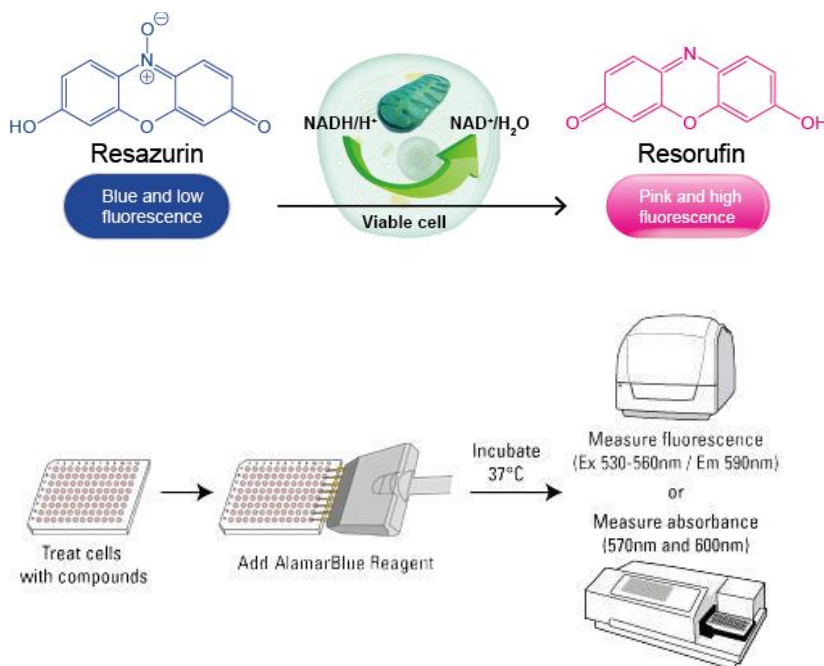 O⊖
N
⊕
HO
O
O
Resazurin
Blue and low
fluorescence
NADH/H⁺
NAD⁺/H₂O
Viable cell
N
O
O
OH
Resorufin
Pink and high
fluorescence
Treat cells
with compounds
Add AlamarBlue Reagent
Incubate
37°C
Measure fluorescence
(Ex 530-560nm / Em 590nm)
or
Measure absorbance
(570nm and 600nm)